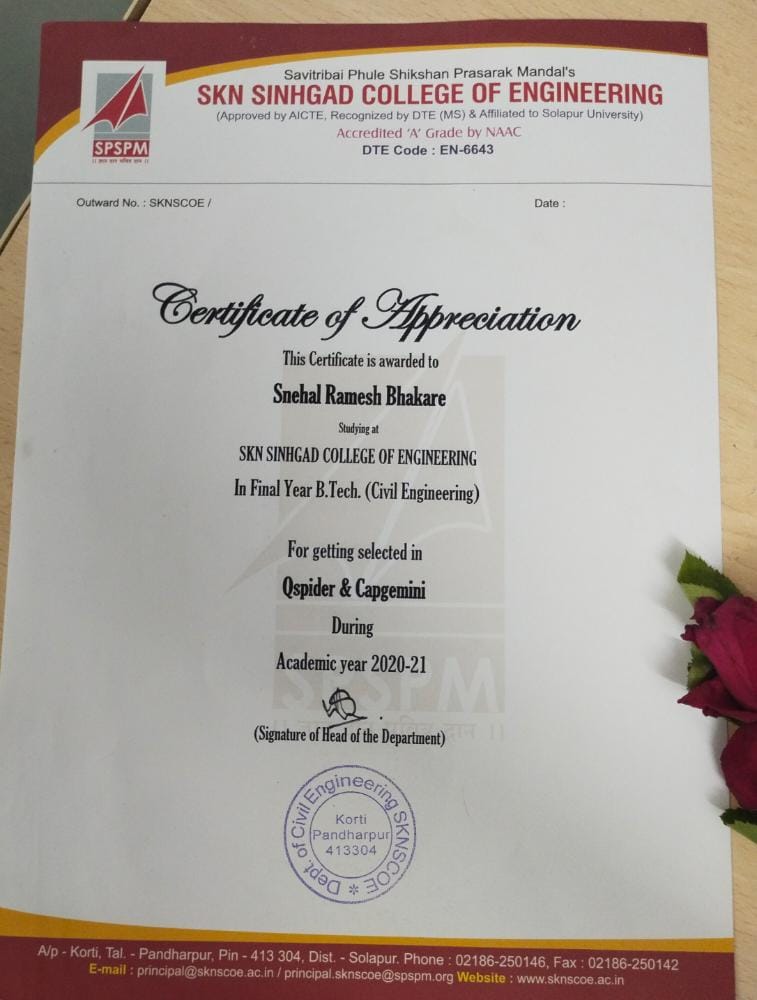 Savitribai Phule Shikshan Prasarak Mandal's
SKN SINHGAD COLLEGE OF ENGINEERING
(Approved by AICTE, Recognized by DTE (MS) & Affiliated to Solapur University)
Accredited 'A' Grade by NAAC
DTE Code : EN-6643
SPSPM
Outward No. : SKNSCOE /
Date :
Certificate of Appreciation
This Certificate is awarded to
Snehal Ramesh Bhakare
Studying at
SKN SINHGAD COLLEGE OF ENGINEERING
In Final Year B.Tech. (Civil Engineering)
For getting selected in
Qspider & Capgemini
During
Academic year 2020-21
SPSPM
(Signature of Head of the Department)
Dept. of Civil Engineering SKNSCOE *
Korti
Pandharpur
413304
A/p - Korti, Tal. - Pandharpur, Pin - 413 304, Dist. - Solapur. Phone : 02186-250146, Fax : 02186-250142
E-mail : principal@sknscoe.ac.in / principal.sknscoe@spspm.org Website : www.sknscoe.ac.in